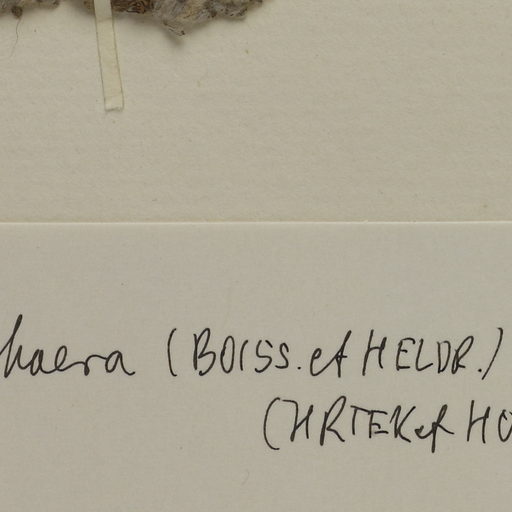 haera (BOISS. et HELDR.)
(HRTEK et HO